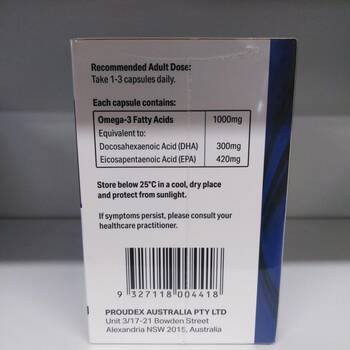 Recommended Adult Dose:
Take 1-3 capsules daily.
Each capsule contains:
Omega-3 Fatty Acids 1000mg
Equivalent to:
Docosahexaenoic Acid (DHA) 300mg
Eicosapentaenoic Acid (EPA) 420mg
Store below 25°C in a cool, dry place
and protect from sunlight.
If symptoms persist, please consult your
healthcare practitioner.
9 327118 004418
PROUDEX AUSTRALIA PTY LTD
Unit 3/17-21 Bowden Street
Alexandria NSW 2015, Australia